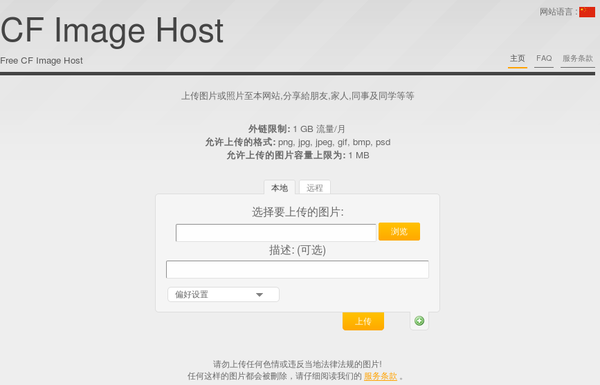 网站语言 :
CF Image Host
Free CF Image Host
主页 FAQ 服务条款
上传图片或照片至本网站,分享給朋友,家人,同事及同学等等
外链限制: 1 GB 流量/月
允许上传的格式: png, jpg, jpeg, gif, bmp, psd
允许上传的图片容量上限为: 1 MB
本地 远程
选择要上传的图片:
浏览
描述: (可选)
偏好设置
上传
请勿上传任何色情或违反当地法律法规的图片!
任何这样的图片都会被刪除，请仔细阅读我们的 服务条款 。